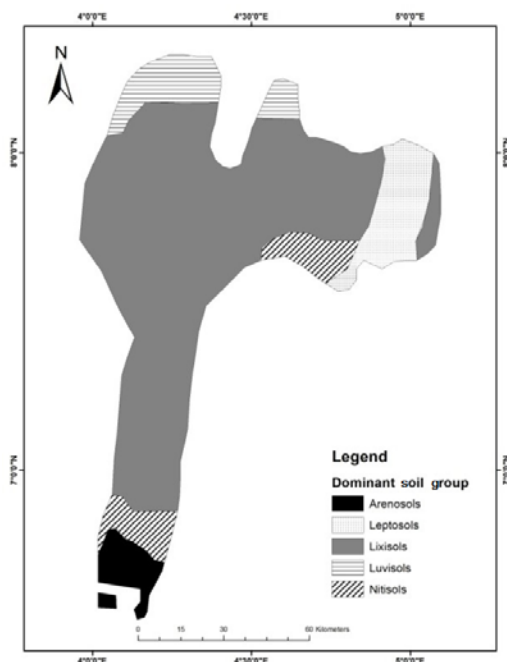 4°0'0"E 4°30'0"E 5°0'0"E
N
8°0'0"N 8°0'0"N
7°0'0"N 7°0'0"N
Legend
Dominant soil group
Arenosols
Leptosols
Lixisols
Luvisols
Nitisols
0 15 30 60 Kilometers
4°0'0"E 4°30'0"E 5°0'0"E